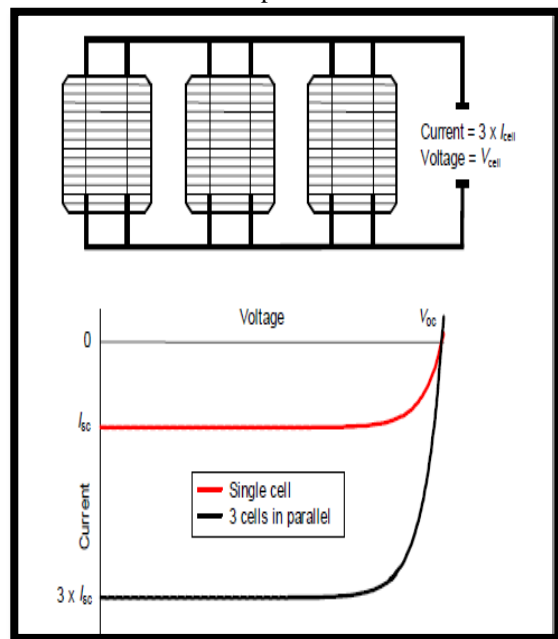 Current = 3 x Icell
Voltage = Vcell
Voltage
Voc
0
Isc
Single cell
3 cells in parallel
Current
3 x Isc